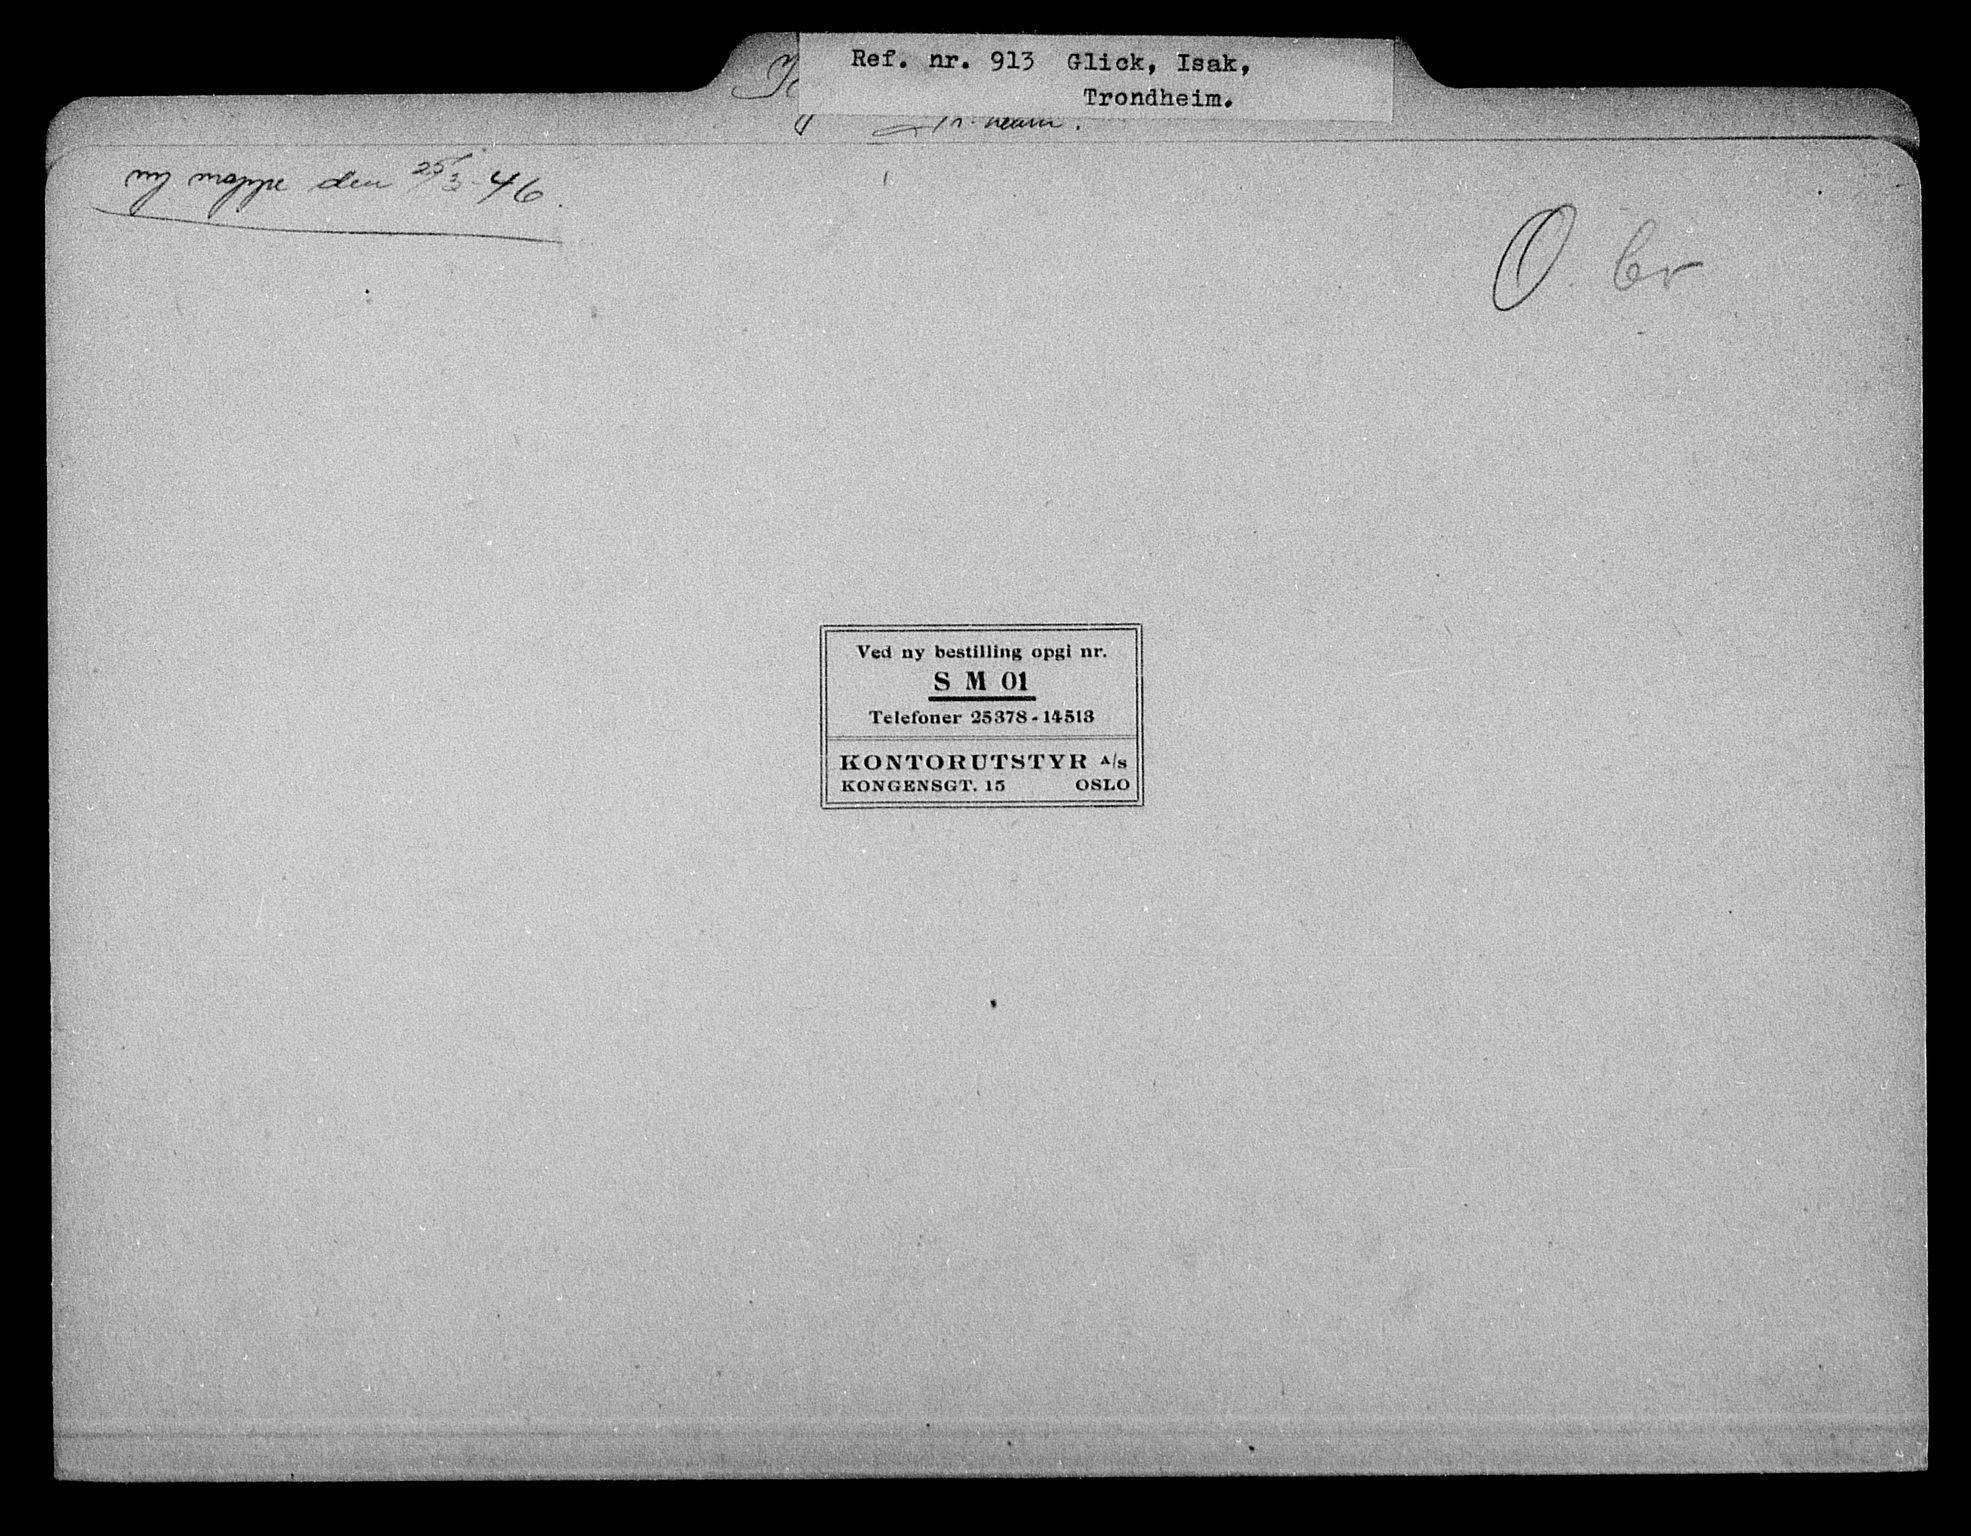 Ref. nr. 913 Glick, Isak,
Trondheim.
ny mappe den 25/3-46.
O. br
Ved ny bestilling opgi nr.
S M 01
Telefoner 25378-14513
KONTORUTSTYR A/s
KONGENSGT. 15 OSLO